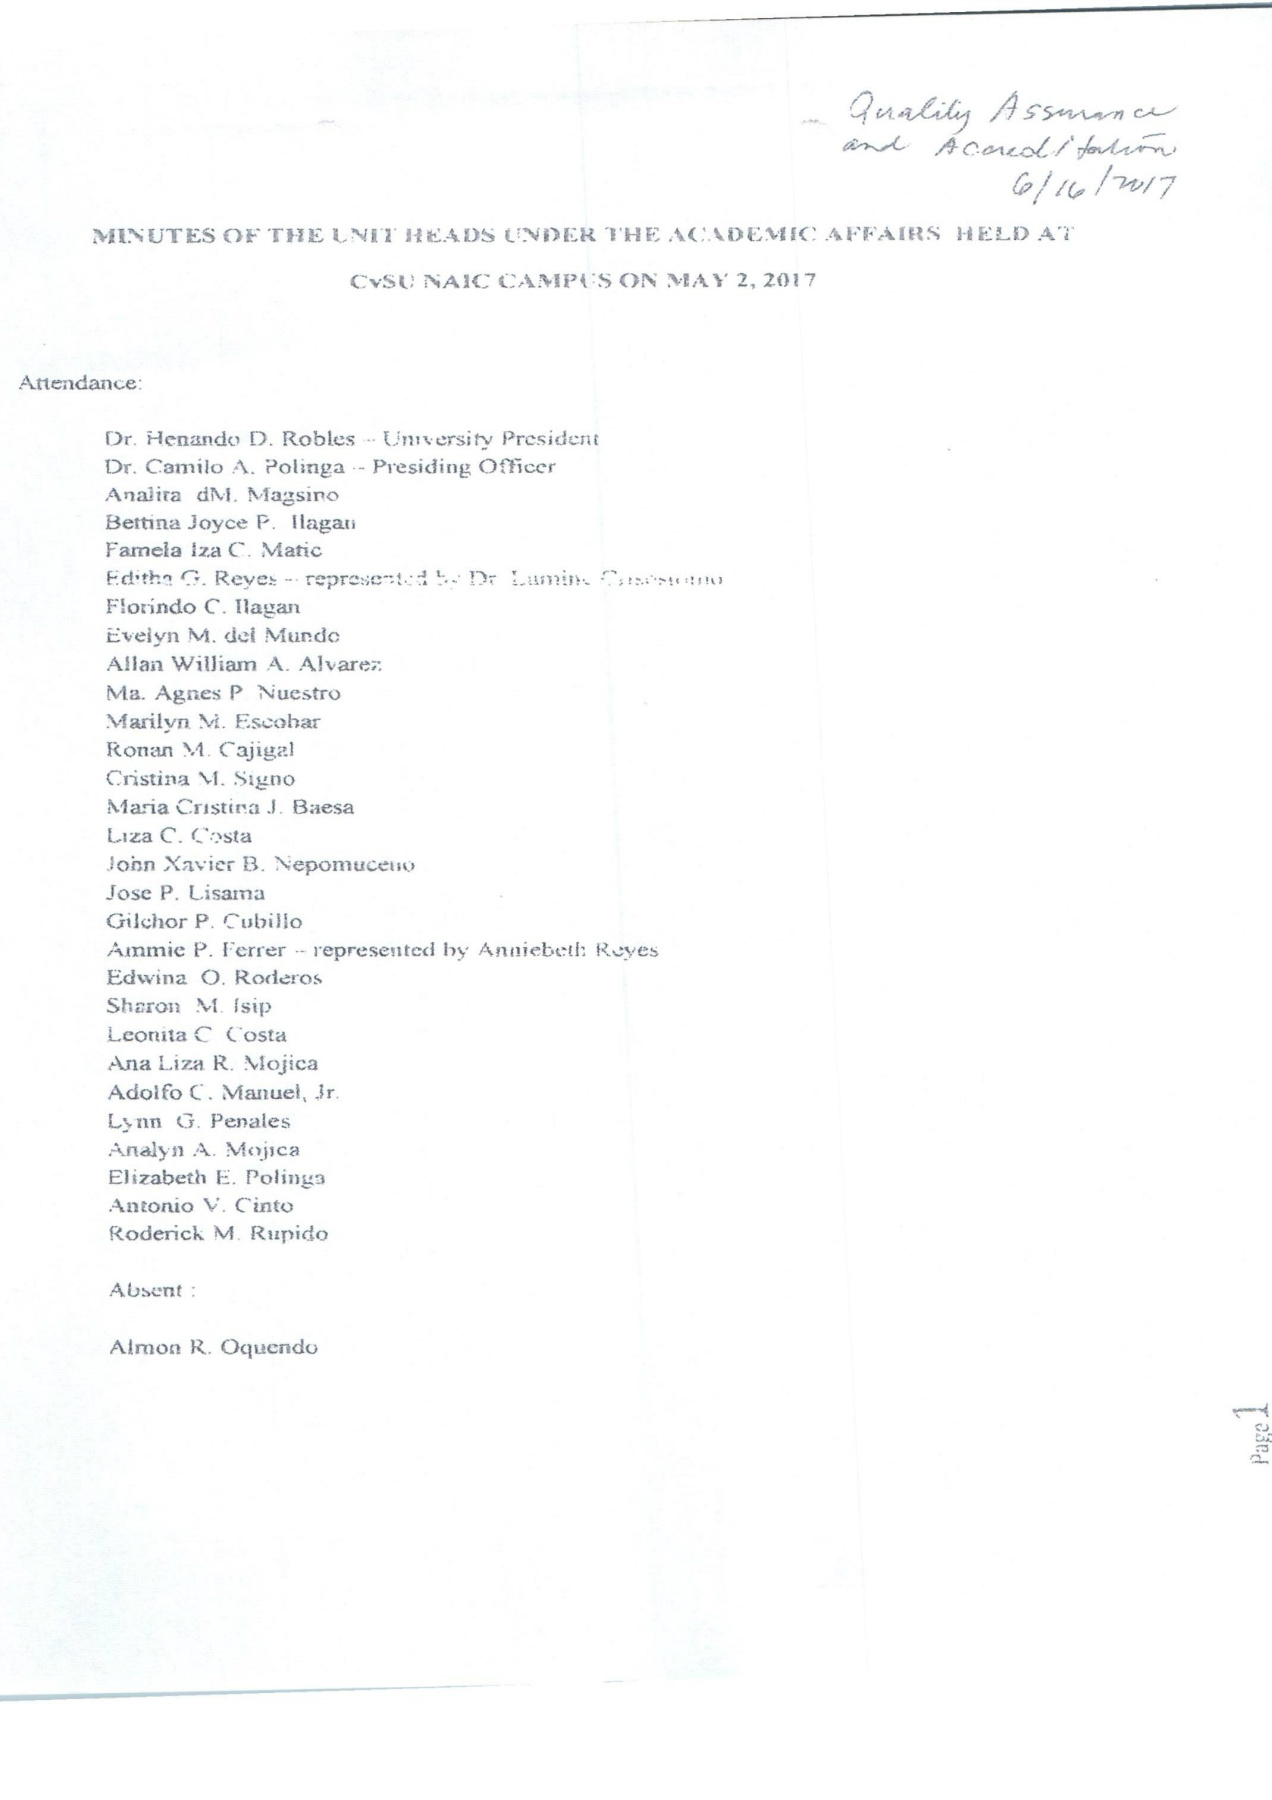 Quality Assurance
and Accreditation
6/16/2017
MINUTES OF THE UNIT HEADS UNDER THE ACADEMIC AFFAIRS HELD AT
CvSU NAIC CAMPUS ON MAY 2, 2017
Attendance:
Dr. Henando D. Robles – University President
Dr. Camilo A. Polinga – Presiding Officer
Analita dM. Magsino
Bettina Joyce P. Ilagan
Famela Iza C. Matic
Editha G. Reyes – represented by Dr. Lumine
Florindo C. Ilagan
Evelyn M. del Mundo
Allan William A. Alvarez
Ma. Agnes P Nuestro
Marilyn M. Escobar
Ronan M. Cajigal
Cristina M. Signo
Maria Cristina J. Baesa
Liza C. Costa
John Xavier B. Nepomuceno
Jose P. Lisama
Gilchor P. Cubillo
Ammie P. Ferrer – represented by Anniebeth Reyes
Edwina O. Roderos
Sharon M. Isip
Leonita C Costa
Ana Liza R. Mojica
Adolfo C. Manuel, Jr.
Lynn G. Penales
Analyn A. Mojica
Elizabeth E. Polinga
Antonio V. Cinto
Roderick M. Rupido
Absent :
Almon R. Oquendo
Page 1